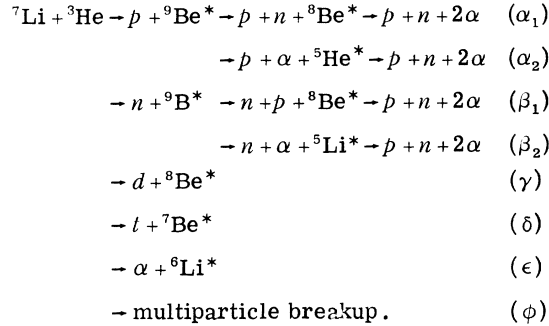 ⁷Li + ³He → p + ⁹Be* → p + n + ⁸Be* → p + n + 2α (α₁)
→ p + α + ⁵He* → p + n + 2α (α₂)
→ n + ⁹B* → n + p + ⁸Be* → p + n + 2α (β₁)
→ n + α + ⁵Li* → p + n + 2α (β₂)
→ d + ⁸Be* (γ)
→ t + ⁷Be* (δ)
→ α + ⁶Li* (ϵ)
→ multiparticle breakup. (ϕ)